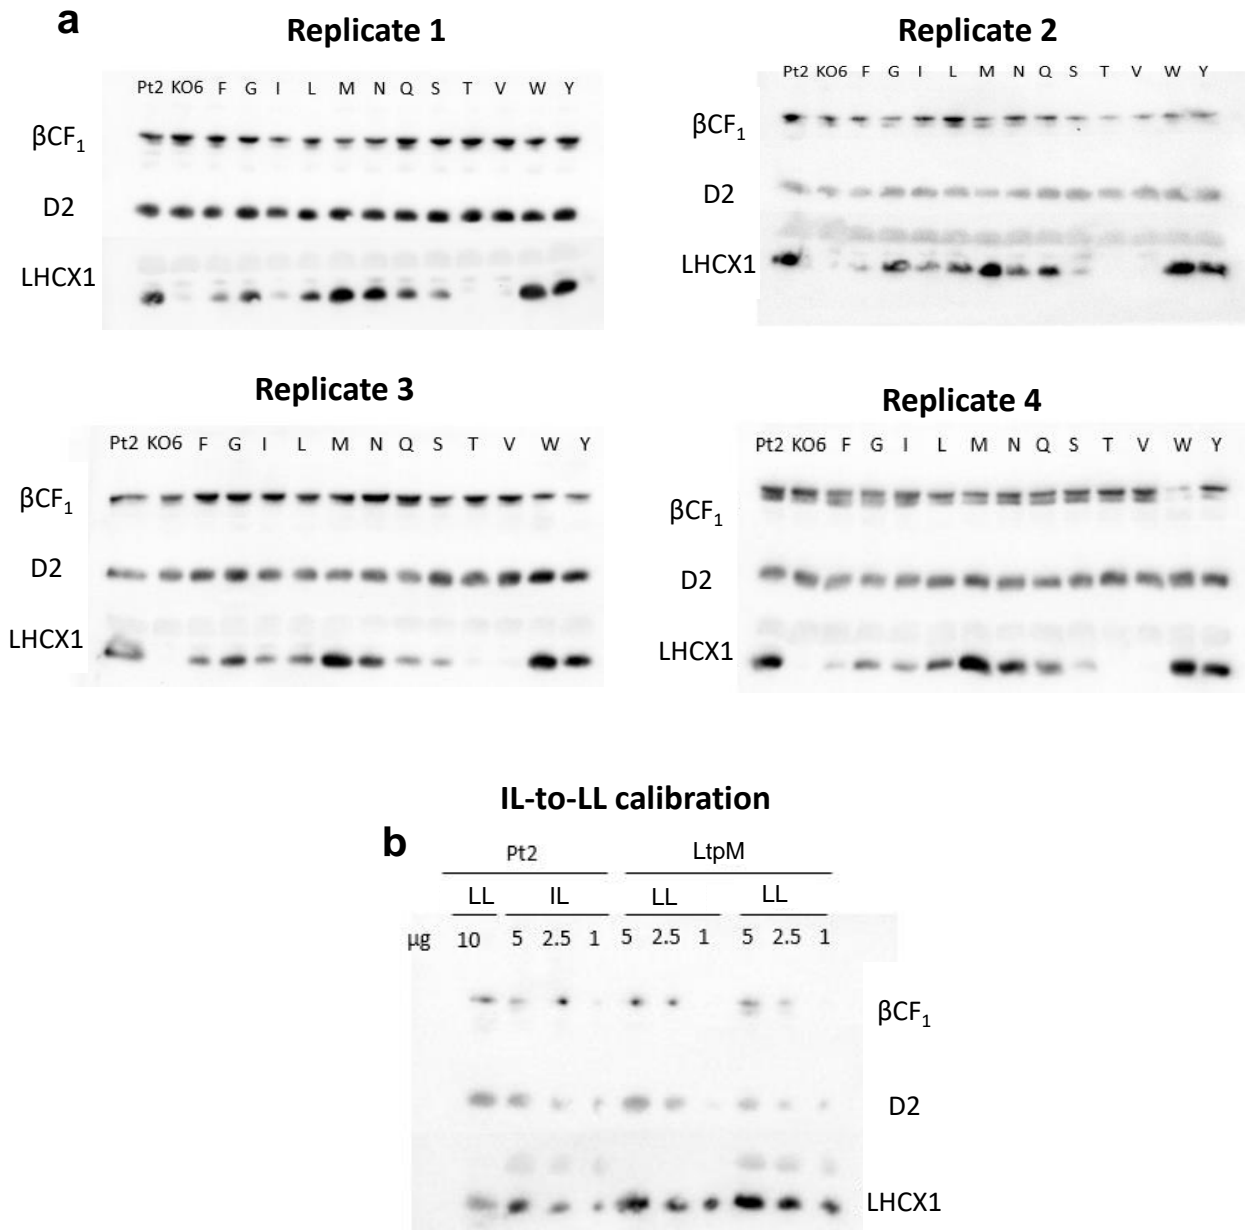 a
Replicate 1
Pt2 KO6 F G I L M N Q S T V W Y
βCF1
D2
LHCX1
Replicate 2
Pt2 KO6 F G I L M N Q S T V W Y
βCF1
D2
LHCX1
Replicate 3
Pt2 KO6 F G I L M N Q S T V W Y
βCF1
D2
LHCX1
Replicate 4
Pt2 KO6 F G I L M N Q S T V W Y
βCF1
D2
LHCX1
IL-to-LL calibration
b
Pt2 LtpM
LL IL LL LL
μg 10 5 2.5 1 5 2.5 1 5 2.5 1
βCF1
D2
LHCX1